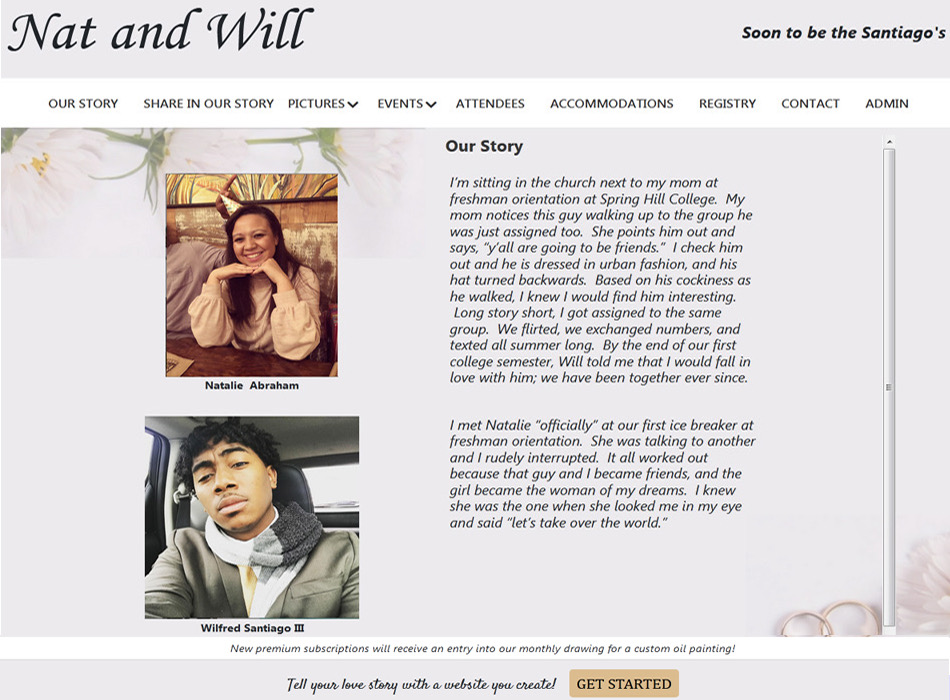 Nat and Will
Soon to be the Santiago's
OUR STORY SHARE IN OUR STORY PICTURES EVENTS ATTENDEES ACCOMMODATIONS REGISTRY CONTACT ADMIN
Our Story
I'm sitting in the church next to my mom at
freshman orientation at Spring Hill College. My
mom notices this guy walking up to the group he
was just assigned too. She points him out and
says, "y'all are going to be friends." I check him
out and he is dressed in urban fashion, and his
hat turned backwards. Based on his cockiness as
he walked, I knew I would find him interesting.
Long story short, I got assigned to the same
group. We flirted, we exchanged numbers, and
texted all summer long. By the end of our first
college semester, Will told me that I would fall in
love with him; we have been together ever since.
Natalie Abraham
I met Natalie "officially" at our first ice breaker at
freshman orientation. She was talking to another
and I rudely interrupted. It all worked out
because that guy and I became friends, and the
girl became the woman of my dreams. I knew
she was the one when she looked me in my eye
and said "let's take over the world."
Wilfred Santiago III
New premium subscriptions will receive an entry into our monthly drawing for a custom oil painting!
Tell your love story with a website you create! GET STARTED